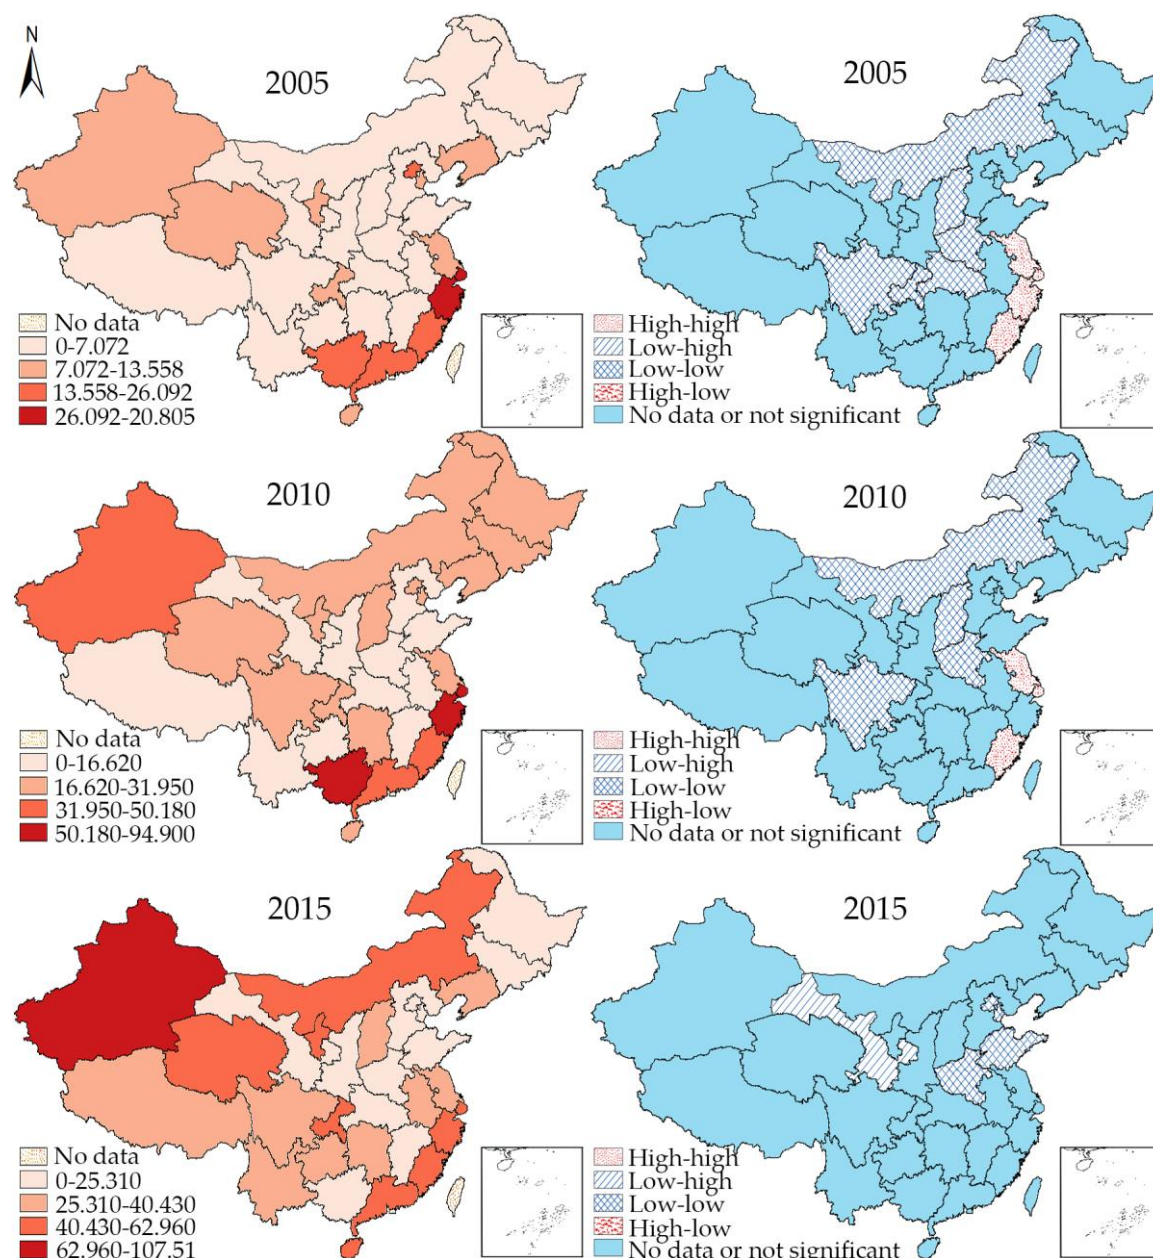 N
2005
No data
0-7.072
7.072-13.558
13.558-26.092
26.092-20.805
2005
High-high
Low-high
Low-low
High-low
No data or not significant
2010
No data
0-16.620
16.620-31.950
31.950-50.180
50.180-94.900
2010
High-high
Low-high
Low-low
High-low
No data or not significant
2015
No data
0-25.310
25.310-40.430
40.430-62.960
62.960-107.51
2015
High-high
Low-high
Low-low
High-low
No data or not significant